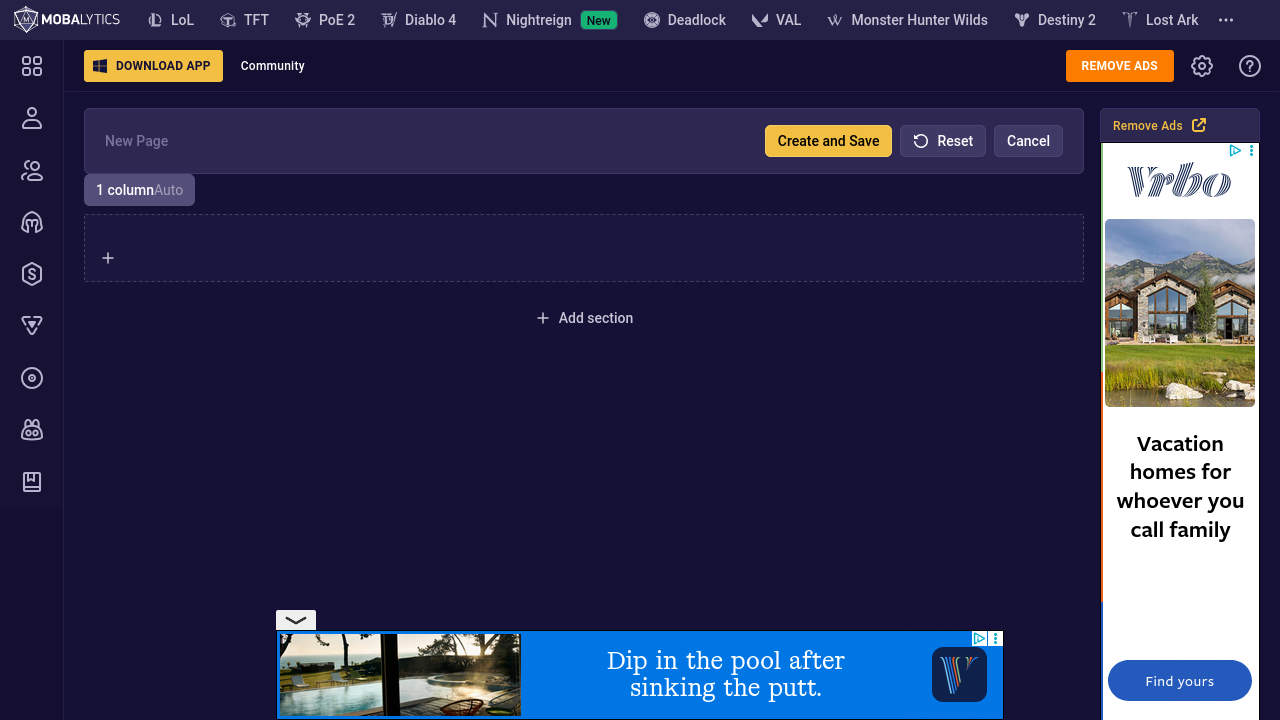 MOBALYTICS LoL TFT PoE 2 Diablo 4 Nightreign New Deadlock VAL Monster Hunter Wilds Destiny 2 Lost Ark
DOWNLOAD APP Community REMOVE ADS
New Page Create and Save Reset Cancel
1 column Auto
Add section
Remove Ads
Vrbo
Vacation
homes for
whoever you
call family
Find yours
Dip in the pool after
sinking the putt.